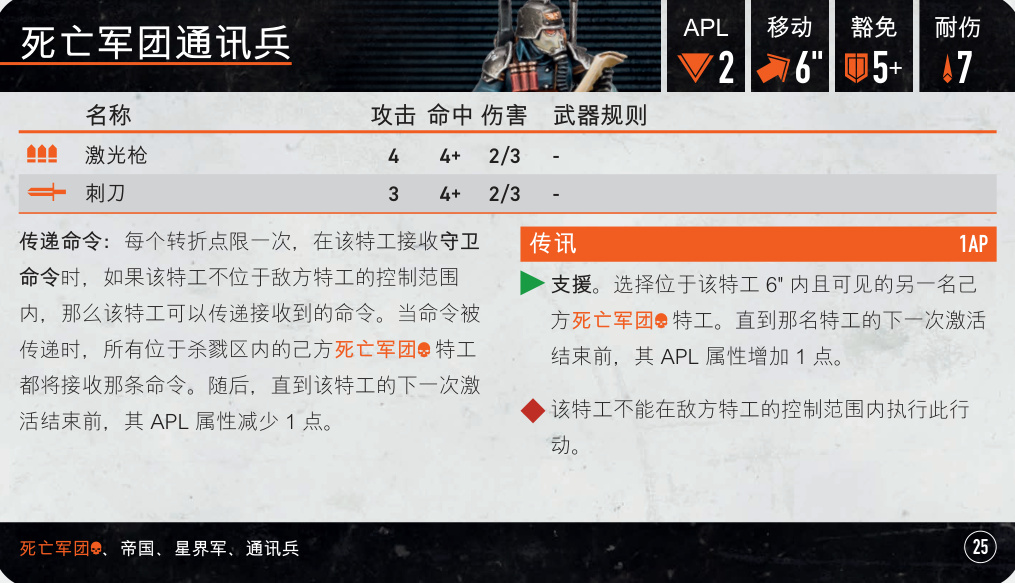 死亡军团通讯兵
APL 移动 豁免 耐伤
2 6" 5+ 7
名称 攻击 命中 伤害 武器规则
激光枪 4 4+ 2/3 -
刺刀 3 4+ 2/3 -
传递命令：每个转折点限一次，在该特工接收守卫
命令时，如果该特工不位于敌方特工的控制范围
内，那么该特工可以传递接收到的命令。当命令被
传递时，所有位于杀戮区内的己方死亡军团特工
都将接收那条命令。随后，直到该特工的下一次激
活结束前，其 APL 属性减少 1 点。
传讯 1AP
支援。选择位于该特工 6" 内且可见的另一名己
方死亡军团特工。直到那名特工的下一次激活
结束前，其 APL 属性增加 1 点。
该特工不能在敌方特工的控制范围内执行此行
动。
死亡军团、帝国、星界军、通讯兵
25